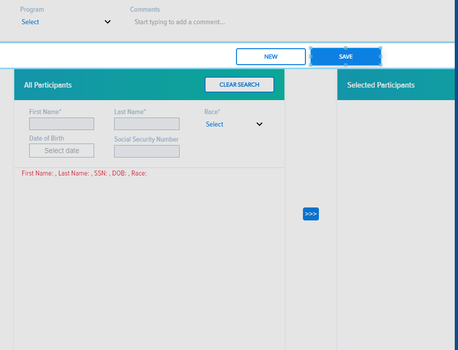 Program Comments
Select Start typing to add a comment...
NEW SAVE
All Participants CLEAR SEARCH Selected Participants
First Name* Last Name* Race*
Select
Date of Birth Social Security Number
Select date
First Name: , Last Name: , SSN: , DOB: , Race:
>>>